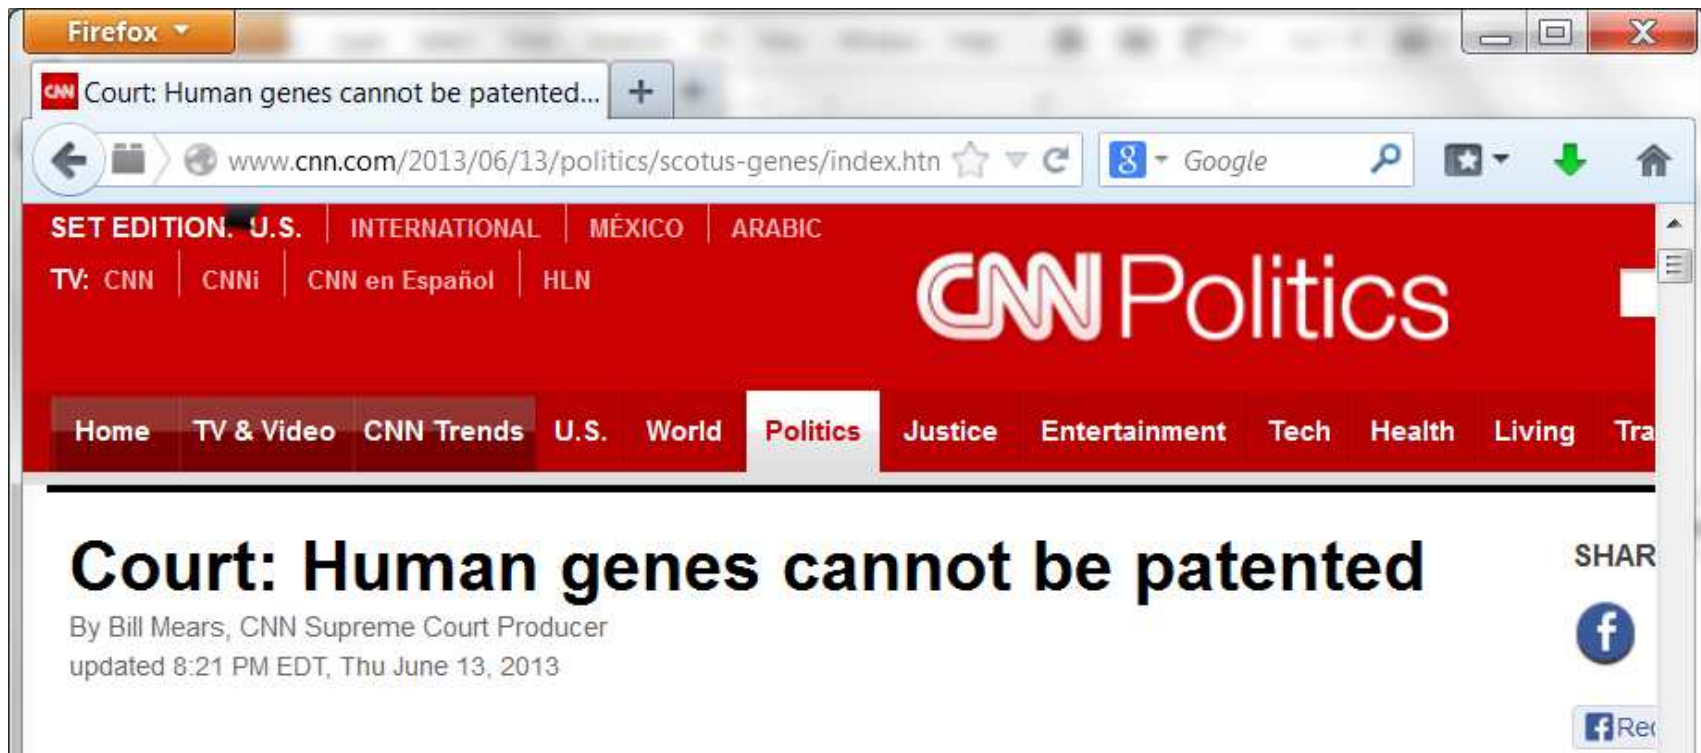 Firefox
Court: Human genes cannot be patented...
www.cnn.com/2013/06/13/politics/scotus-genes/index.htn
Google
SET EDITION. U.S. INTERNATIONAL MÉXICO ARABIC
TV: CNN CNNi CNN en Español HLN
CNN Politics
Home TV & Video CNN Trends U.S. World Politics Justice Entertainment Tech Health Living Tra
Court: Human genes cannot be patented
SHAR
By Bill Mears, CNN Supreme Court Producer
updated 8:21 PM EDT, Thu June 13, 2013
Rec